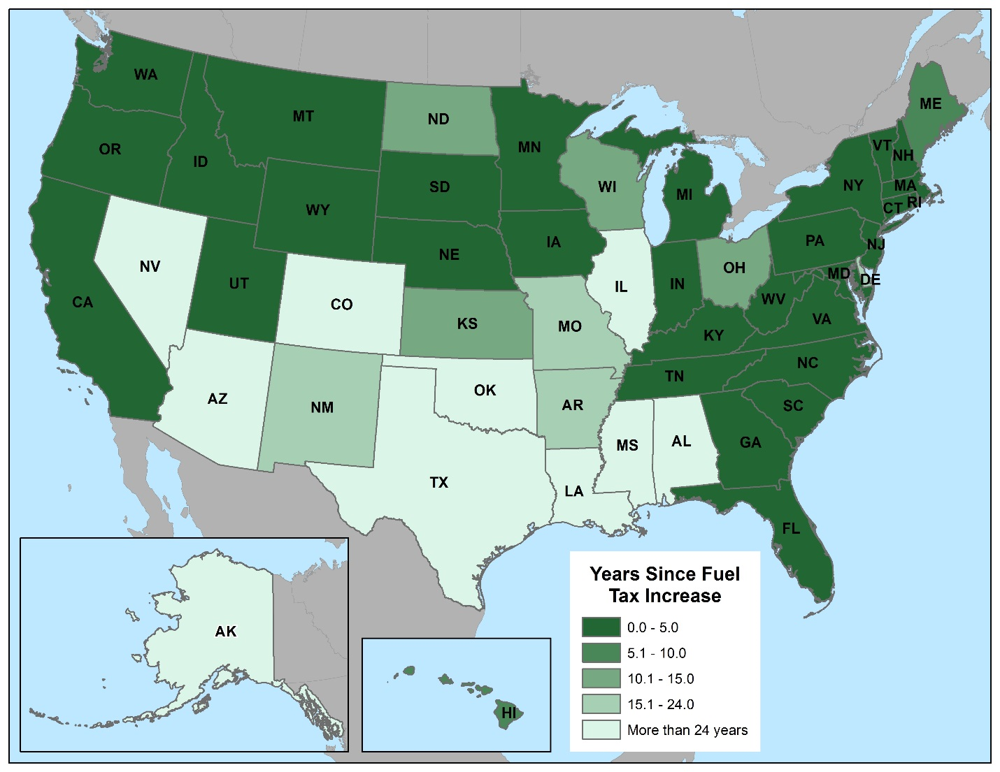 WA
MT
ND
ME
MN
VT
NH
OR
ID
SD
WI
MI
NY
MA
WY
CT
RI
IA
PA
NJ
NE
NV
OH
MD
DE
UT
IL
IN
CO
WV
CA
KS
MO
KY
VA
NC
TN
OK
AZ
NM
AR
SC
MS
AL
GA
TX
LA
FL
AK
HI
Years Since Fuel
Tax Increase
0.0 - 5.0
5.1 - 10.0
10.1 - 15.0
15.1 - 24.0
More than 24 years